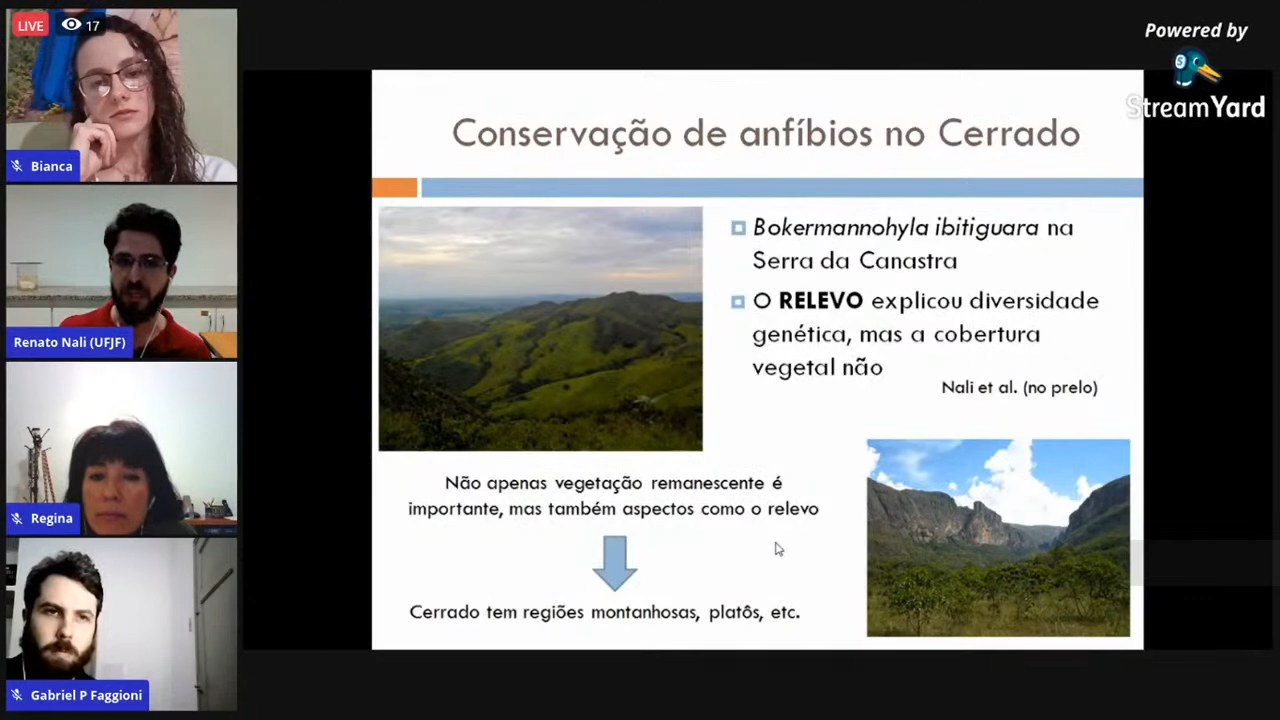 LIVE 17
Bianca
Renato Nali (UFJF)
Regina
Gabriel P Faggioni
Powered by
StreamYard
Conservação de anfíbios no Cerrado
Bokermannohyla ibitiguara na
Serra da Canastra
O RELEVO explicou diversidade
genética, mas a cobertura
vegetal não
Nali et al. (no prelo)
Não apenas vegetação remanescente é
importante, mas também aspectos como o relevo
Cerrado tem regiões montanhosas, platôs, etc.